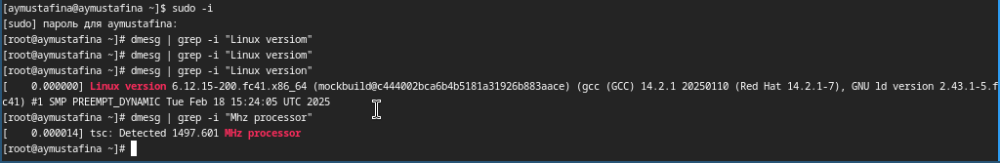 [aymustafina@aymustafina ~]$ sudo -i
[sudo] пароль для aymustafina:
[root@aymustafina ~]# dmesg | grep -i "Linux versiom"
[root@aymustafina ~]# dmesg | grep -i "Linux versiom"
[root@aymustafina ~]# dmesg | grep -i "Linux version"
[    0.000000] Linux version 6.12.15-200.fc41.x86_64 (mockbuild@c444002bca6b4b5181a31926b883aace) (gcc (GCC) 14.2.1 20250110 (Red Hat 14.2.1-7), GNU ld version 2.43.1-5.f
c41) #1 SMP PREEMPT_DYNAMIC Tue Feb 18 15:24:05 UTC 2025
[root@aymustafina ~]# dmesg | grep -i "Mhz processor"
[    0.000014] tsc: Detected 1497.601 MHz processor
[root@aymustafina ~]#